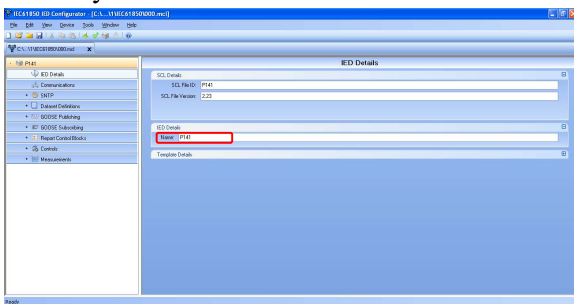 IEC61850 IED Configurator - [C:\...\1\IEC61850\000.mcl]
File Edit View Device Tools Window Help
C:\...\1\IEC61850\000.mcl x
P141
IED Details
IED Details
Communications
SNTP
Dataset Definitions
GOOSE Publishing
GOOSE Subscribing
Report Control Blocks
Controls
Measurements
SCL Details
SCL File ID: P141
SCL File Version: 2.23
IED Details
Name: P141
Template Details
Ready